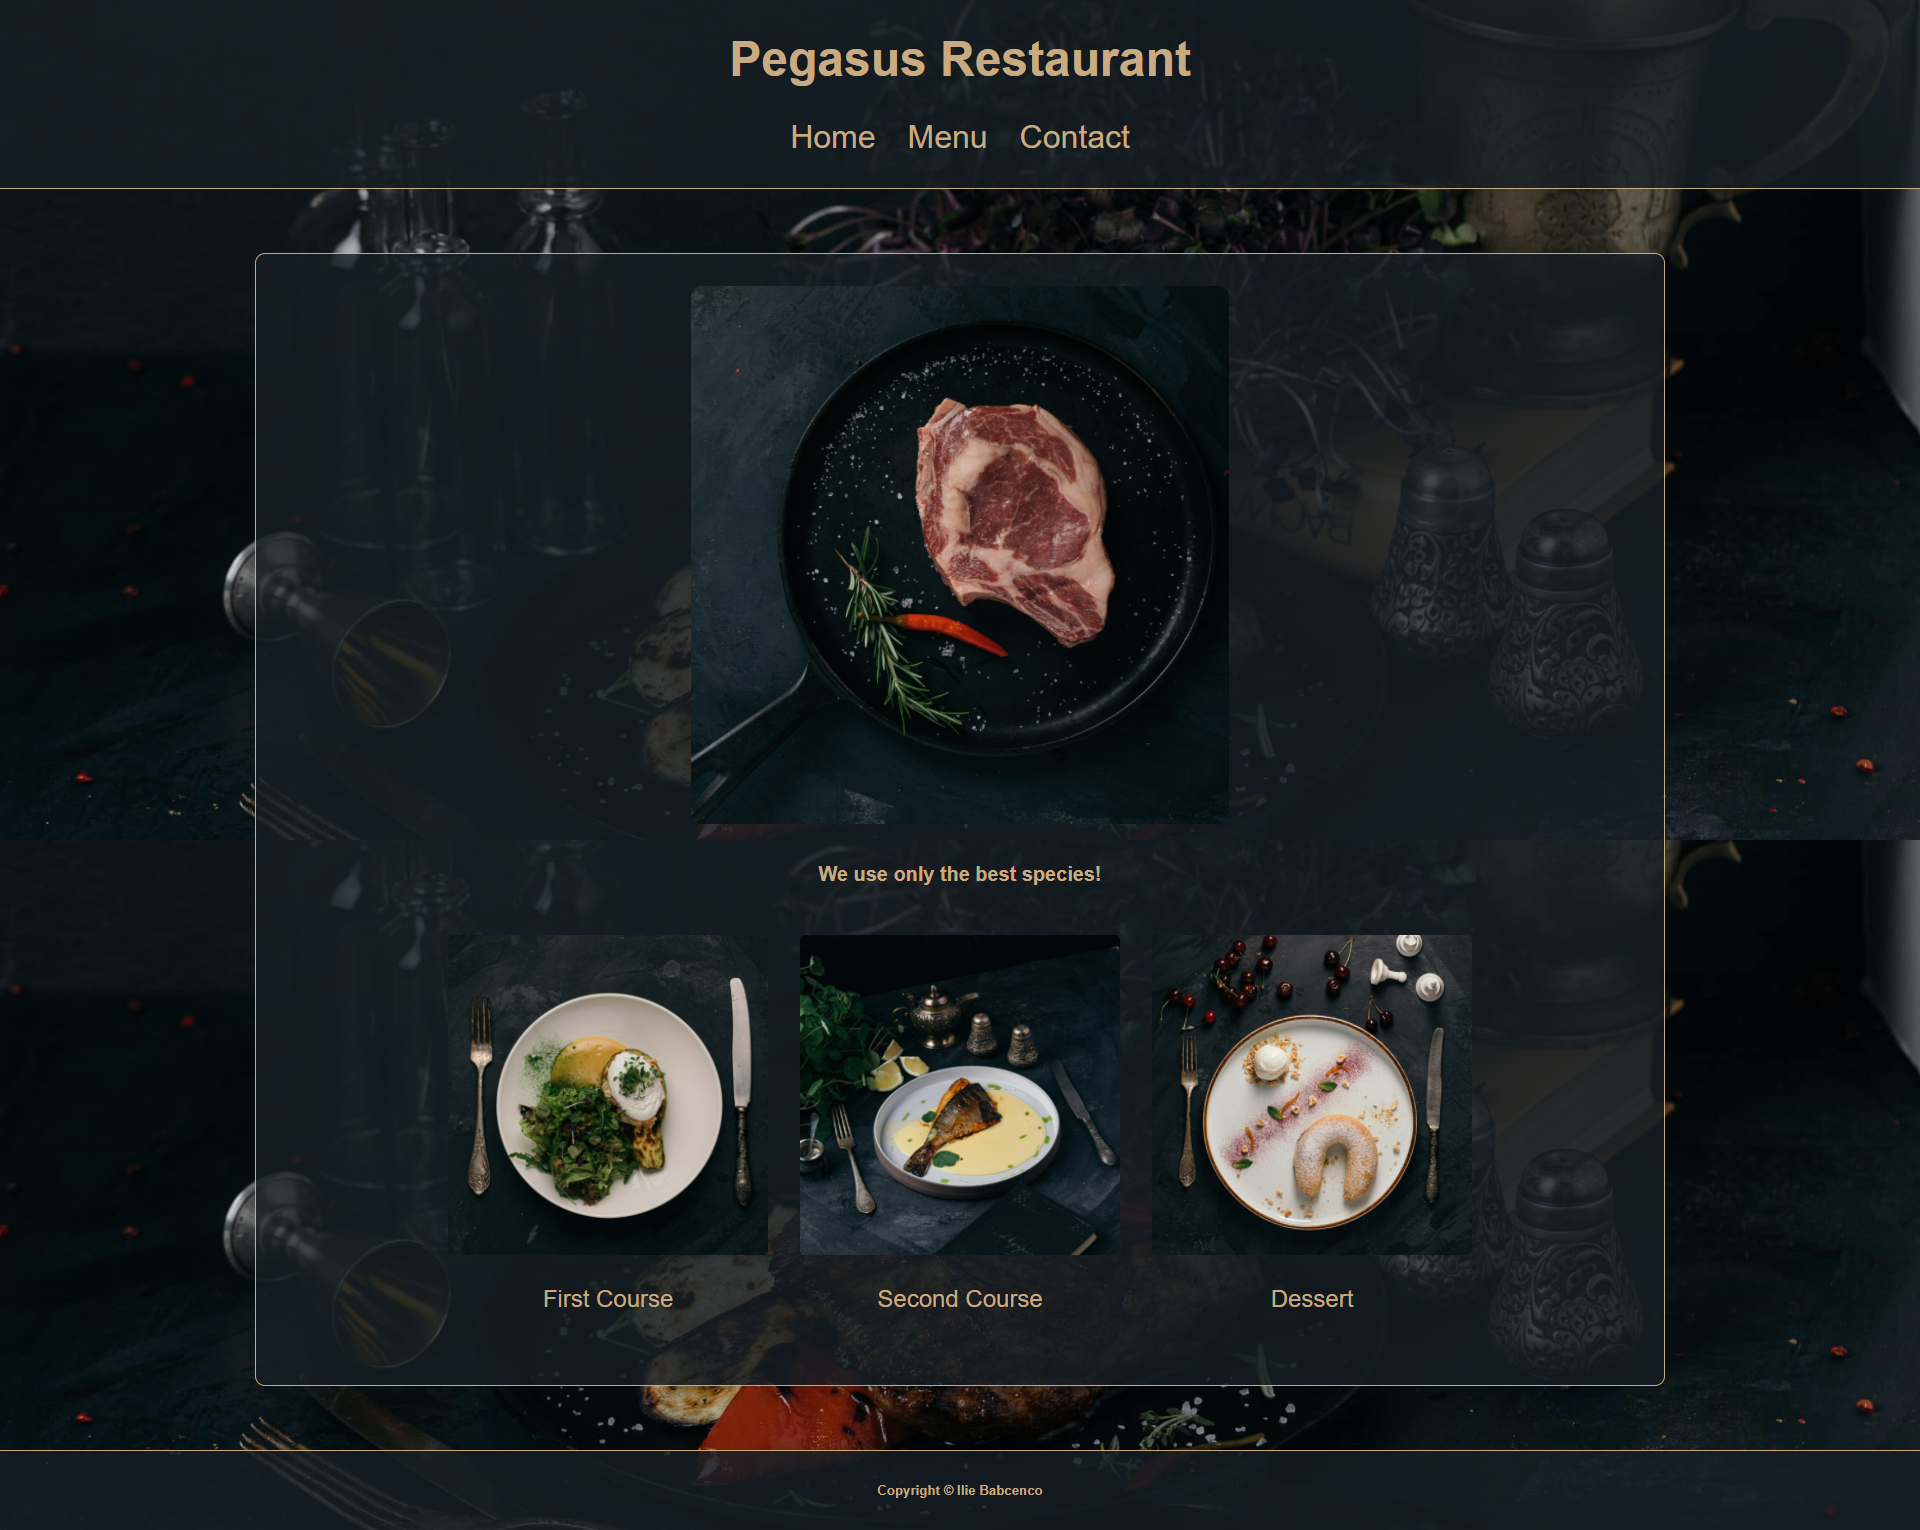 Pegasus Restaurant
Home Menu Contact
We use only the best species!
First Course Second Course Dessert
Copyright © Ilie Babcenco